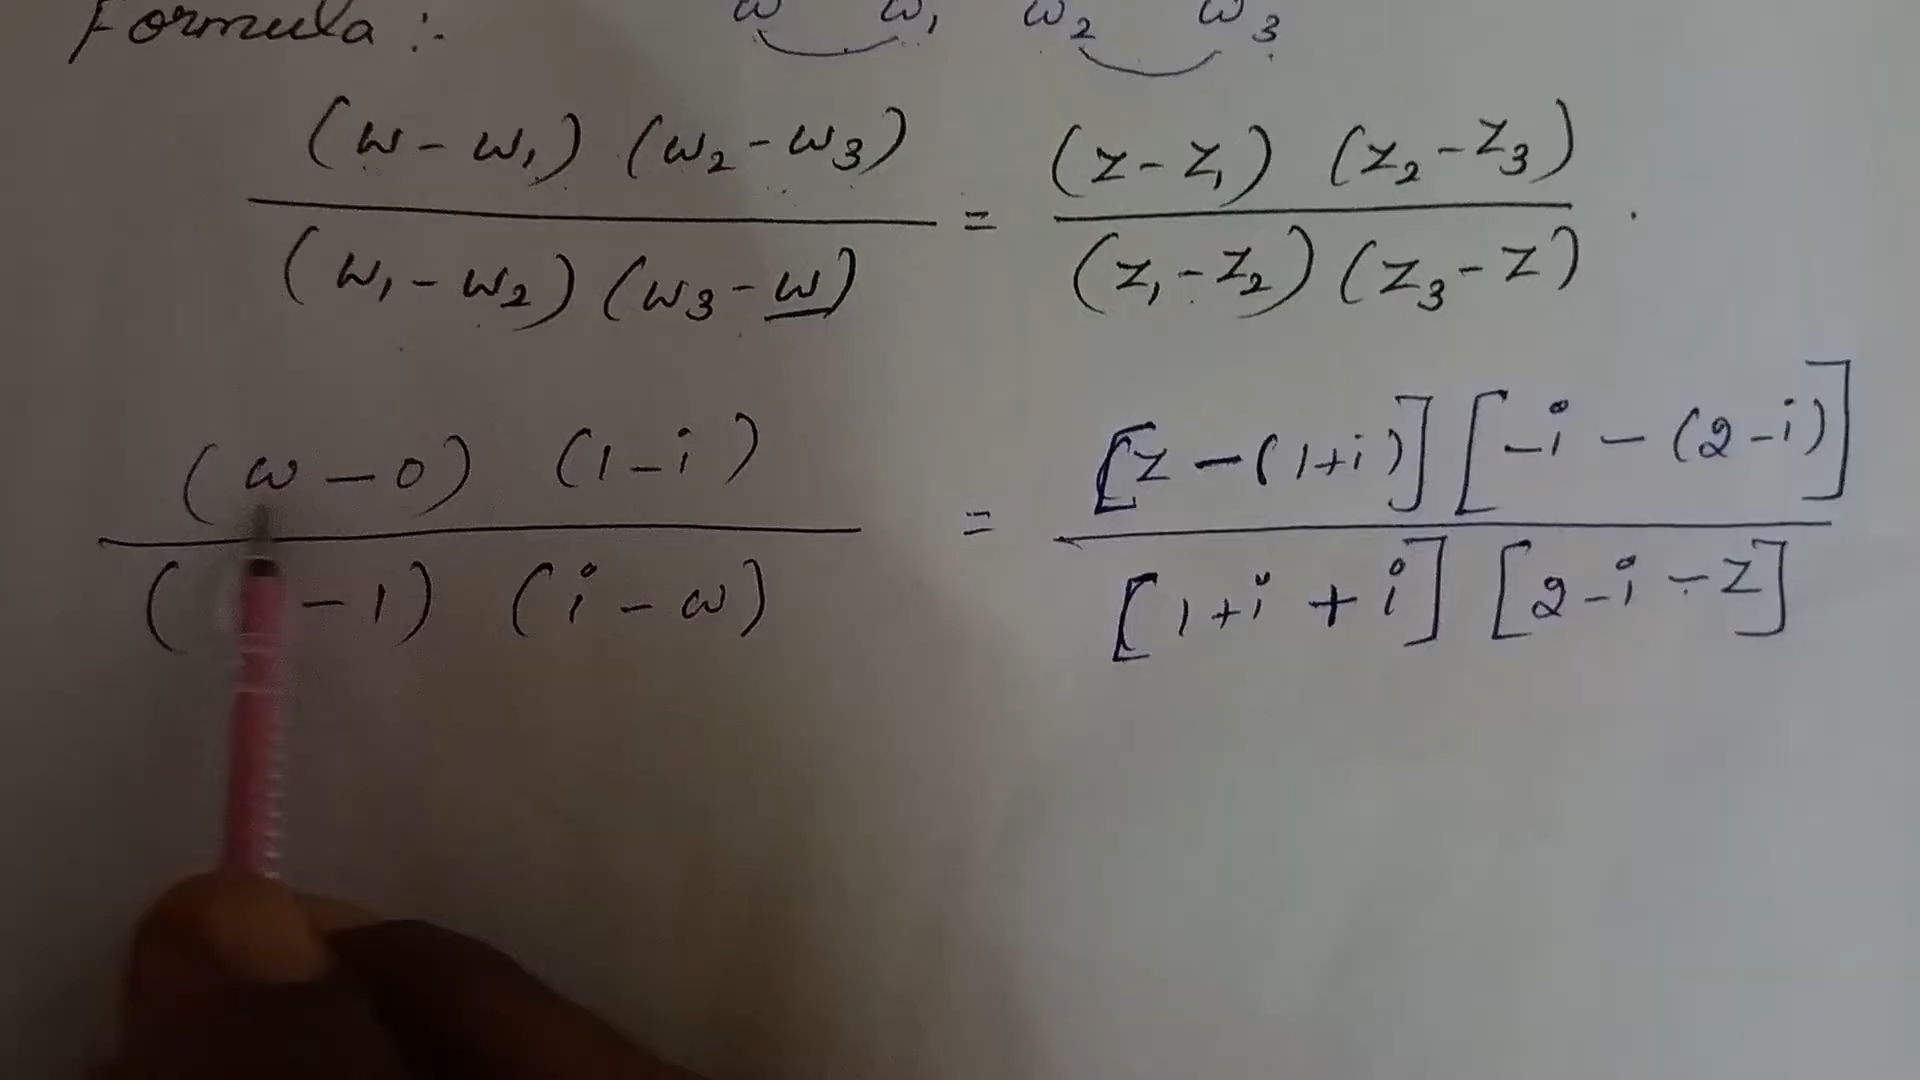 Formula :-
w w₁ w₂ w₃
(w - w₁) (w₂ - w₃) / (w₁ - w₂) (w₃ - w) = (z - z₁) (z₂ - z₃) / (z₁ - z₂) (z₃ - z) .
(w - 0) (1 - i) / ( - 1) (i - w) = [z - (1+i)] [-i - (2-i)] / [1+i + i] [2-i - z]